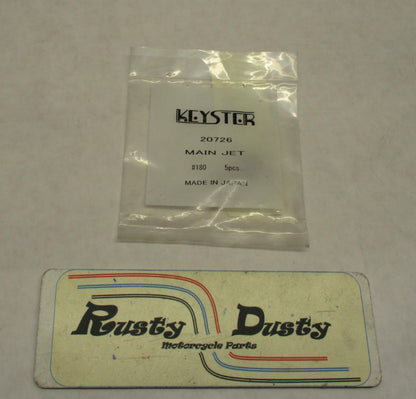 KEYSTER
20726
MAIN JET
#180 5pcs.
MADE IN JAPAN
Rusty Dusty
Motorcycle Parts